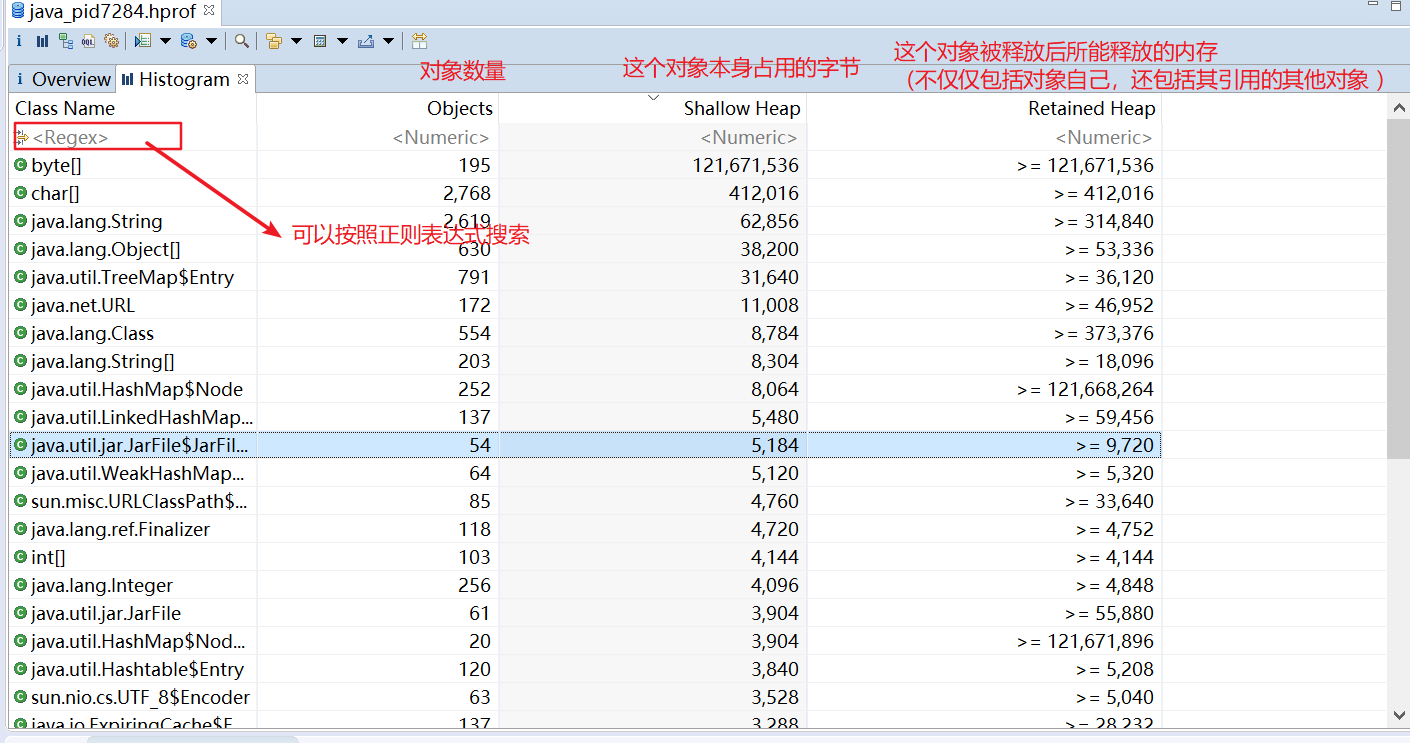 java_pid7284.hprof
Overview Histogram
对象数量
这个对象本身占用的字节
这个对象被释放后所能释放的内存
（不仅仅包括对象自己，还包括其引用的其他对象 ）
Class Name Objects Shallow Heap Retained Heap
<Regex> <Numeric> <Numeric> <Numeric>
byte[] 195 121,671,536 >= 121,671,536
char[] 2,768 412,016 >= 412,016
java.lang.String 2,619 62,856 >= 314,840
可以按照正则表达式搜索
java.lang.Object[] 630 38,200 >= 53,336
java.util.TreeMap$Entry 791 31,640 >= 36,120
java.net.URL 172 11,008 >= 46,952
java.lang.Class 554 8,784 >= 373,376
java.lang.String[] 203 8,304 >= 18,096
java.util.HashMap$Node 252 8,064 >= 121,668,264
java.util.LinkedHashMap... 137 5,480 >= 59,456
java.util.jar.JarFile$JarFil... 54 5,184 >= 9,720
java.util.WeakHashMap... 64 5,120 >= 5,320
sun.misc.URLClassPath$... 85 4,760 >= 33,640
java.lang.ref.Finalizer 118 4,720 >= 4,752
int[] 103 4,144 >= 4,144
java.lang.Integer 256 4,096 >= 4,848
java.util.jar.JarFile 61 3,904 >= 55,880
java.util.HashMap$Nod... 20 3,904 >= 121,671,896
java.util.Hashtable$Entry 120 3,840 >= 5,208
sun.nio.cs.UTF_8$Encoder 63 3,528 >= 5,040
java.io.ExpiringCache$E... 137 3,288 >= 28,232